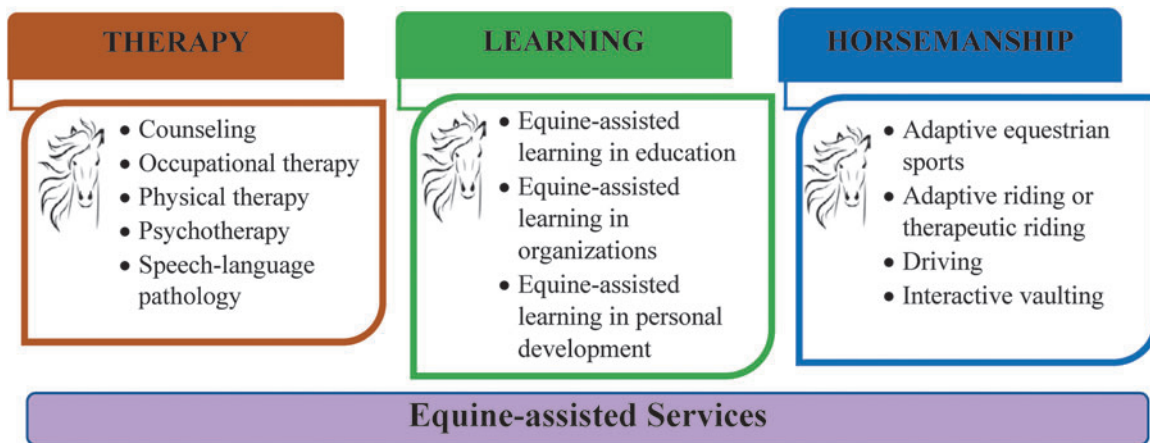 THERAPY
• Counseling
• Occupational therapy
• Physical therapy
• Psychotherapy
• Speech-language
pathology
LEARNING
• Equine-assisted
learning in education
• Equine-assisted
learning in
organizations
• Equine-assisted
learning in personal
development
HORSEMANSHIP
• Adaptive equestrian
sports
• Adaptive riding or
therapeutic riding
• Driving
• Interactive vaulting
Equine-assisted Services